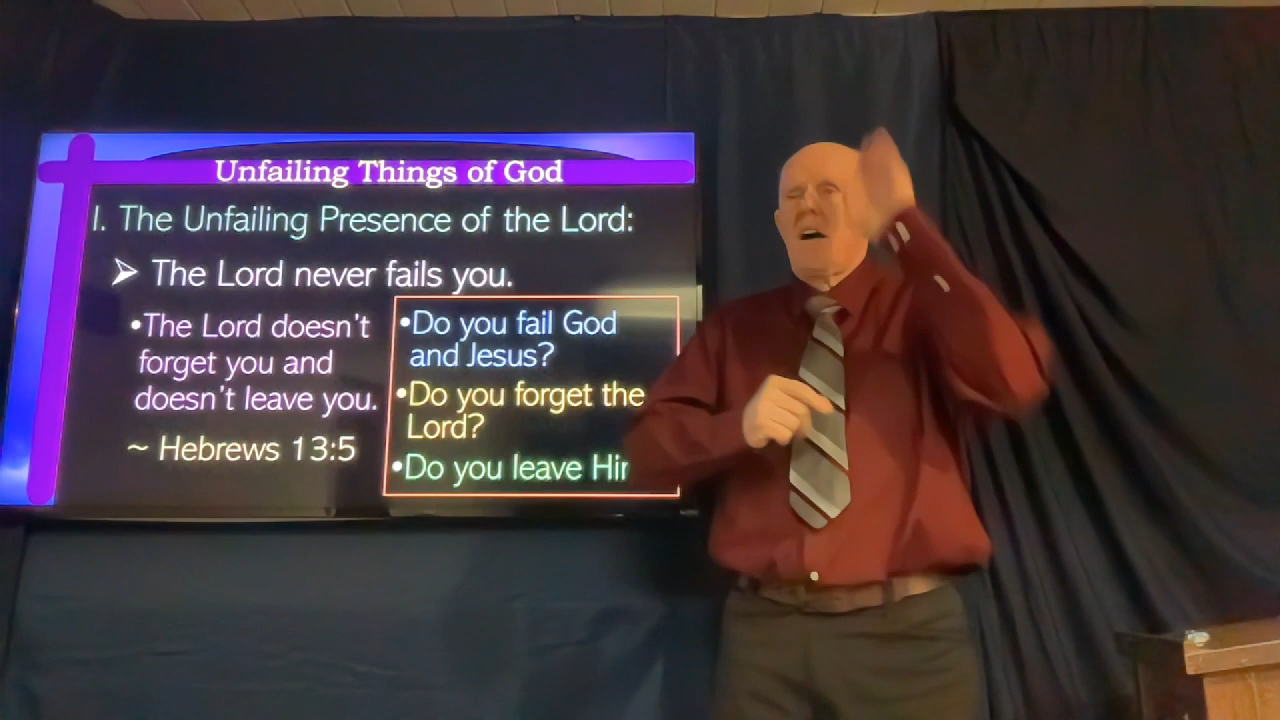 Unfailing Things of God
I. The Unfailing Presence of the Lord:
➢ The Lord never fails you.
•The Lord doesn't
forget you and
doesn't leave you.
~ Hebrews 13:5
•Do you fail God
and Jesus?
•Do you forget the
Lord?
•Do you leave